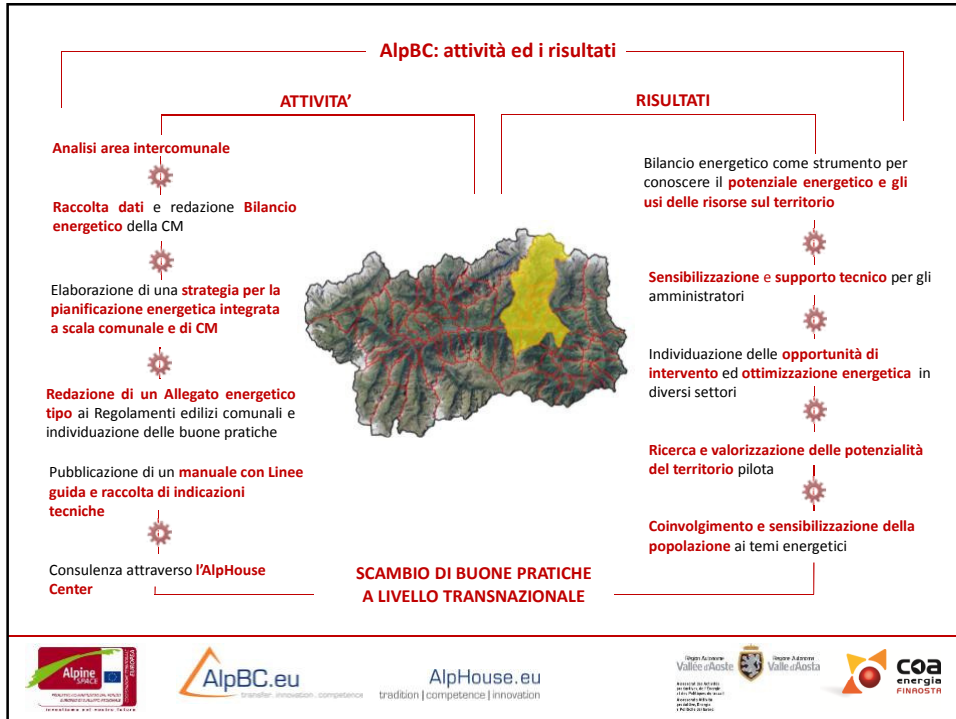 AlpBC: attività ed i risultati
ATTIVITA’
Analisi area intercomunale
Raccolta dati e redazione Bilancio
energetico della CM
Elaborazione di una strategia per la
pianificazione energetica integrata
a scala comunale e di CM
Redazione di un Allegato energetico
tipo ai Regolamenti edilizi comunali e
individuazione delle buone pratiche
Pubblicazione di un manuale con Linee
guida e raccolta di indicazioni
tecniche
Consulenza attraverso l’AlpHouse
Center
RISULTATI
Bilancio energetico come strumento per
conoscere il potenziale energetico e gli
usi delle risorse sul territorio
Sensibilizzazione e supporto tecnico per gli
amministratori
Individuazione delle opportunità di
intervento ed ottimizzazione energetica in
diversi settori
Ricerca e valorizzazione delle potenzialità
del territorio pilota
Coinvolgimento e sensibilizzazione della
popolazione ai temi energetici
SCAMBIO DI BUONE PRATICHE
A LIVELLO TRANSNAZIONALE
Alpine
SPACE
investiamo nel nostro futuro
AlpBC.eu
transfer. innovation. competence
AlpHouse.eu
tradition | competence | innovation
Région Autonome
Vallée d'Aoste
Regione Autonoma
Valle d'Aosta
coa
energia
FINAOSTA